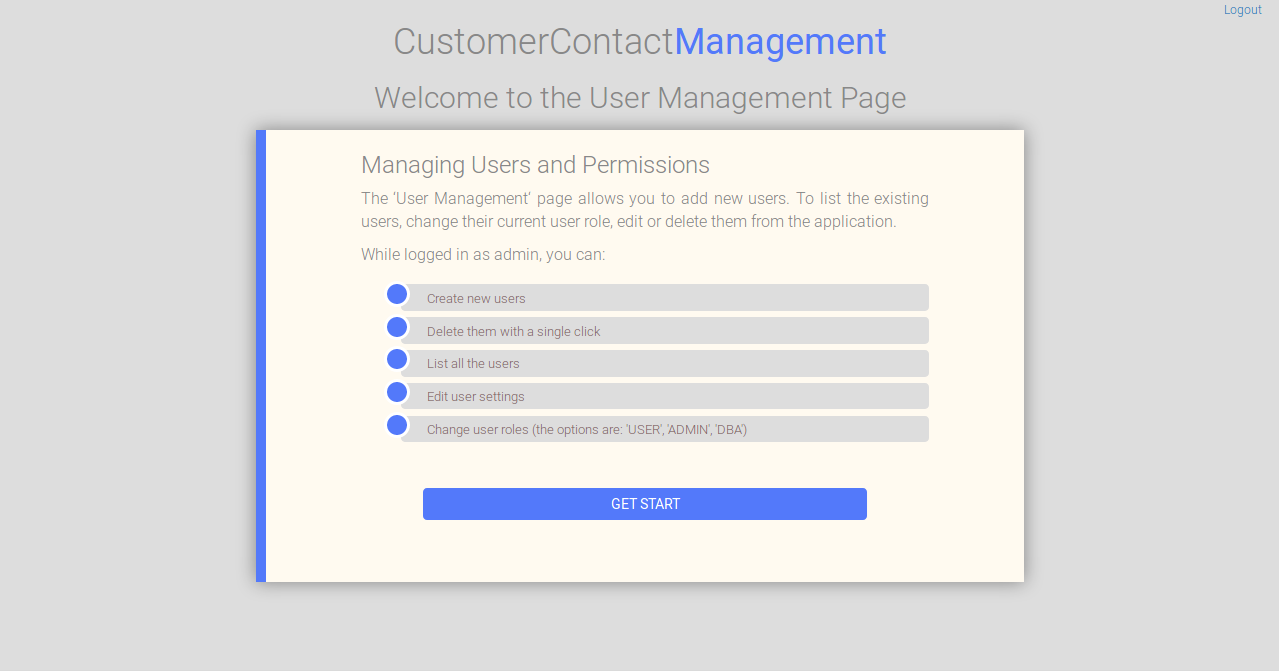 Logout
CustomerContactManagement
Welcome to the User Management Page
Managing Users and Permissions
The ‘User Management’ page allows you to add new users. To list the existing
users, change their current user role, edit or delete them from the application.
While logged in as admin, you can:
Create new users
Delete them with a single click
List all the users
Edit user settings
Change user roles (the options are: 'USER', 'ADMIN', 'DBA')
GET START